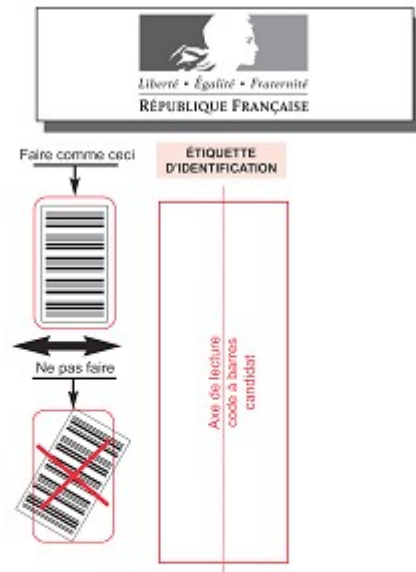 Liberté • Égalité • Fraternité
RÉPUBLIQUE FRANÇAISE
Faire comme ceci
ÉTIQUETTE
D'IDENTIFICATION
Ne pas faire
Axe de lecture
code à barres
candidat